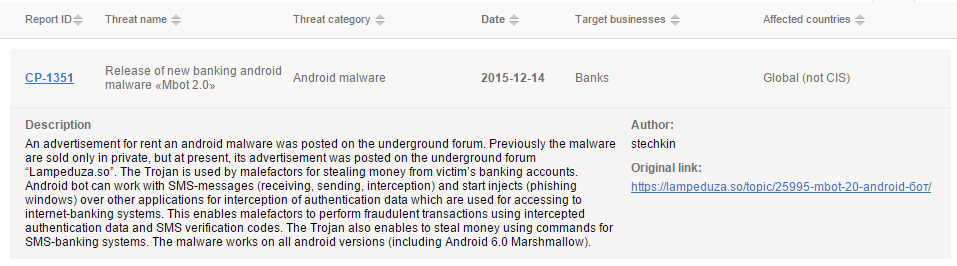 Report ID Threat name Threat category Date Target businesses Affected countries
CP-1351 Release of new banking android malware «Mbot 2.0» Android malware 2015-12-14 Banks Global (not CIS)
Description
An advertisement for rent an android malware was posted on the underground forum. Previously the malware
are sold only in private, but at present, its advertisement was posted on the underground forum
“Lampeduza.so”. The Trojan is used by malefactors for stealing money from victim’s banking accounts.
Android bot can work with SMS-messages (receiving, sending, interception) and start injects (phishing
windows) over other applications for interception of authentication data which are used for accessing to
internet-banking systems. This enables malefactors to perform fraudulent transactions using intercepted
authentication data and SMS verification codes. The Trojan also enables to steal money using commands for
SMS-banking systems. The malware works on all android versions (including Android 6.0 Marshmallow).
Author:
stechkin
Original link:
https://lampeduza.so/topic/25995-mbot-20-android-бот/